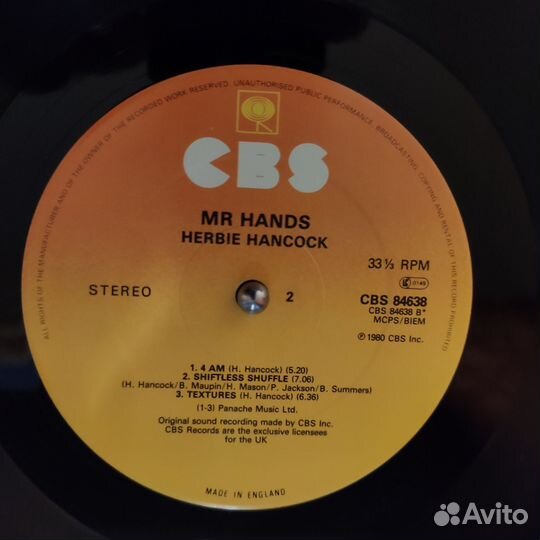 ALL RIGHTS OF THE MANUFACTURER AND OF THE OWNER OF THE RECORDED WORK RESERVED. UNAUTHORISED PUBLIC PERFORMANCE, BROADCASTING, COPYING AND RENTAL OF THIS RECORD PROHIBITED
CBS
MR HANDS
HERBIE HANCOCK
33⅓ RPM
0149
STEREO
2
CBS 84638
CBS 84638 B*
MCPS/BIEM
℗ 1980 CBS Inc.
1. 4 AM (H. Hancock) (5.20)
2. SHIFTLESS SHUFFLE (7.06)
(H. Hancock/B. Maupin/H. Mason/P. Jackson/B. Summers)
3. TEXTURES (H. Hancock) (6.36)
(1-3) Panache Music Ltd.
Original sound recording made by CBS Inc.
CBS Records are the exclusive licensees
for the UK
MADE IN ENGLAND
Avito